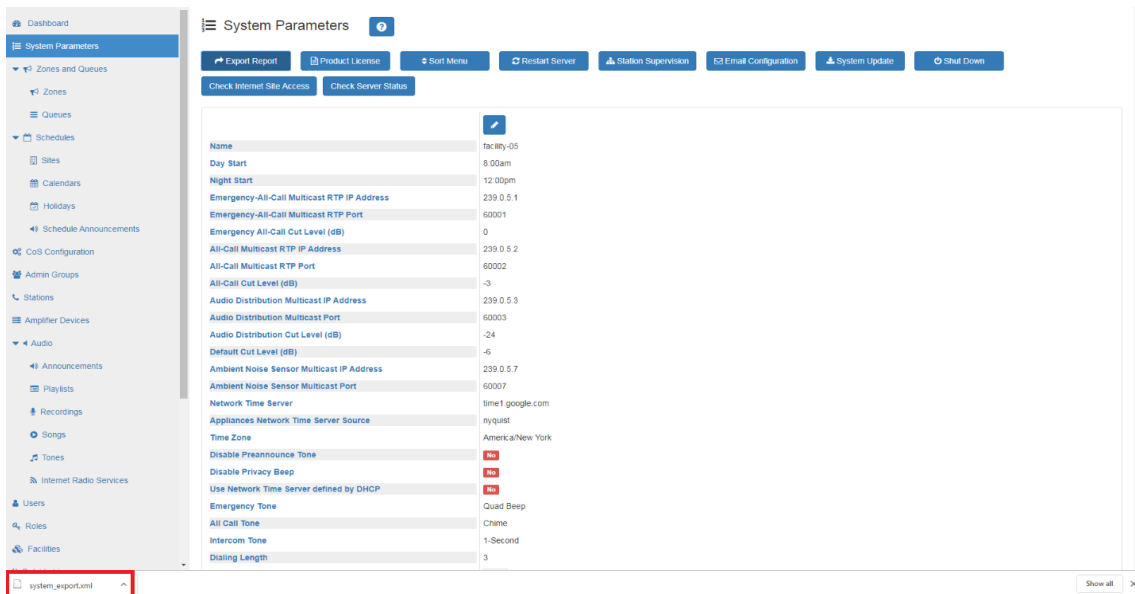 Dashboard
System Parameters
Zones and Queues
Zones
Queues
Schedules
Sites
Calendars
Holidays
Schedule Announcements
CoS Configuration
Admin Groups
Stations
Amplifier Devices
Audio
Announcements
Playlists
Recordings
Songs
Tones
Internet Radio Services
Users
Roles
Facilities
System Parameters
Export Report Product License Sort Menu Restart Server Station Supervision Email Configuration System Update Shut Down
Check Internet Site Access Check Server Status
Name facility-05
Day Start 8:00am
Night Start 12:00pm
Emergency-All-Call Multicast RTP IP Address 239.0.5.1
Emergency-All-Call Multicast RTP Port 60001
Emergency All-Call Cut Level (dB) 0
All-Call Multicast RTP IP Address 239.0.5.2
All-Call Multicast RTP Port 60002
All-Call Cut Level (dB) -3
Audio Distribution Multicast IP Address 239.0.5.3
Audio Distribution Multicast Port 60003
Audio Distribution Cut Level (dB) -24
Default Cut Level (dB) -6
Ambient Noise Sensor Multicast IP Address 239.0.5.7
Ambient Noise Sensor Multicast Port 60007
Network Time Server time1.google.com
Appliances Network Time Server Source nyquist
Time Zone America/New York
Disable Preannounce Tone No
Disable Privacy Beep No
Use Network Time Server defined by DHCP No
Emergency Tone Quad Beep
All Call Tone Chime
Intercom Tone 1-Second
Dialing Length 3
system_export.xml Show all